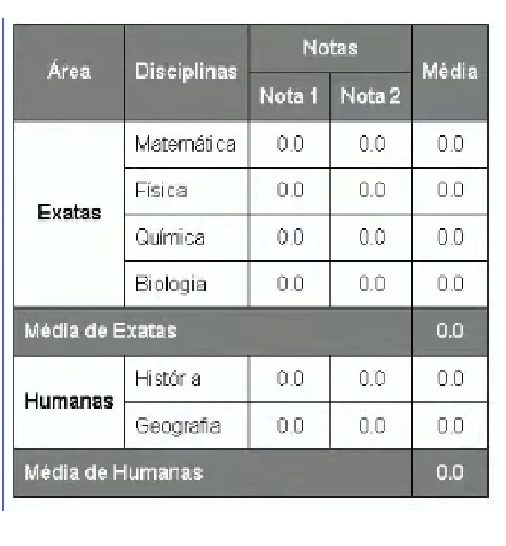 Área Disciplinas Notas Média
Nota 1 Nota 2
Exatas Matemática 0.0 0.0 0.0
Física 0.0 0.0 0.0
Química 0.0 0.0 0.0
Biologia 0.0 0.0 0.0
Média de Exatas 0.0
Humanas História 0.0 0.0 0.0
Geografia 0.0 0.0 0.0
Média de Humanas 0.0